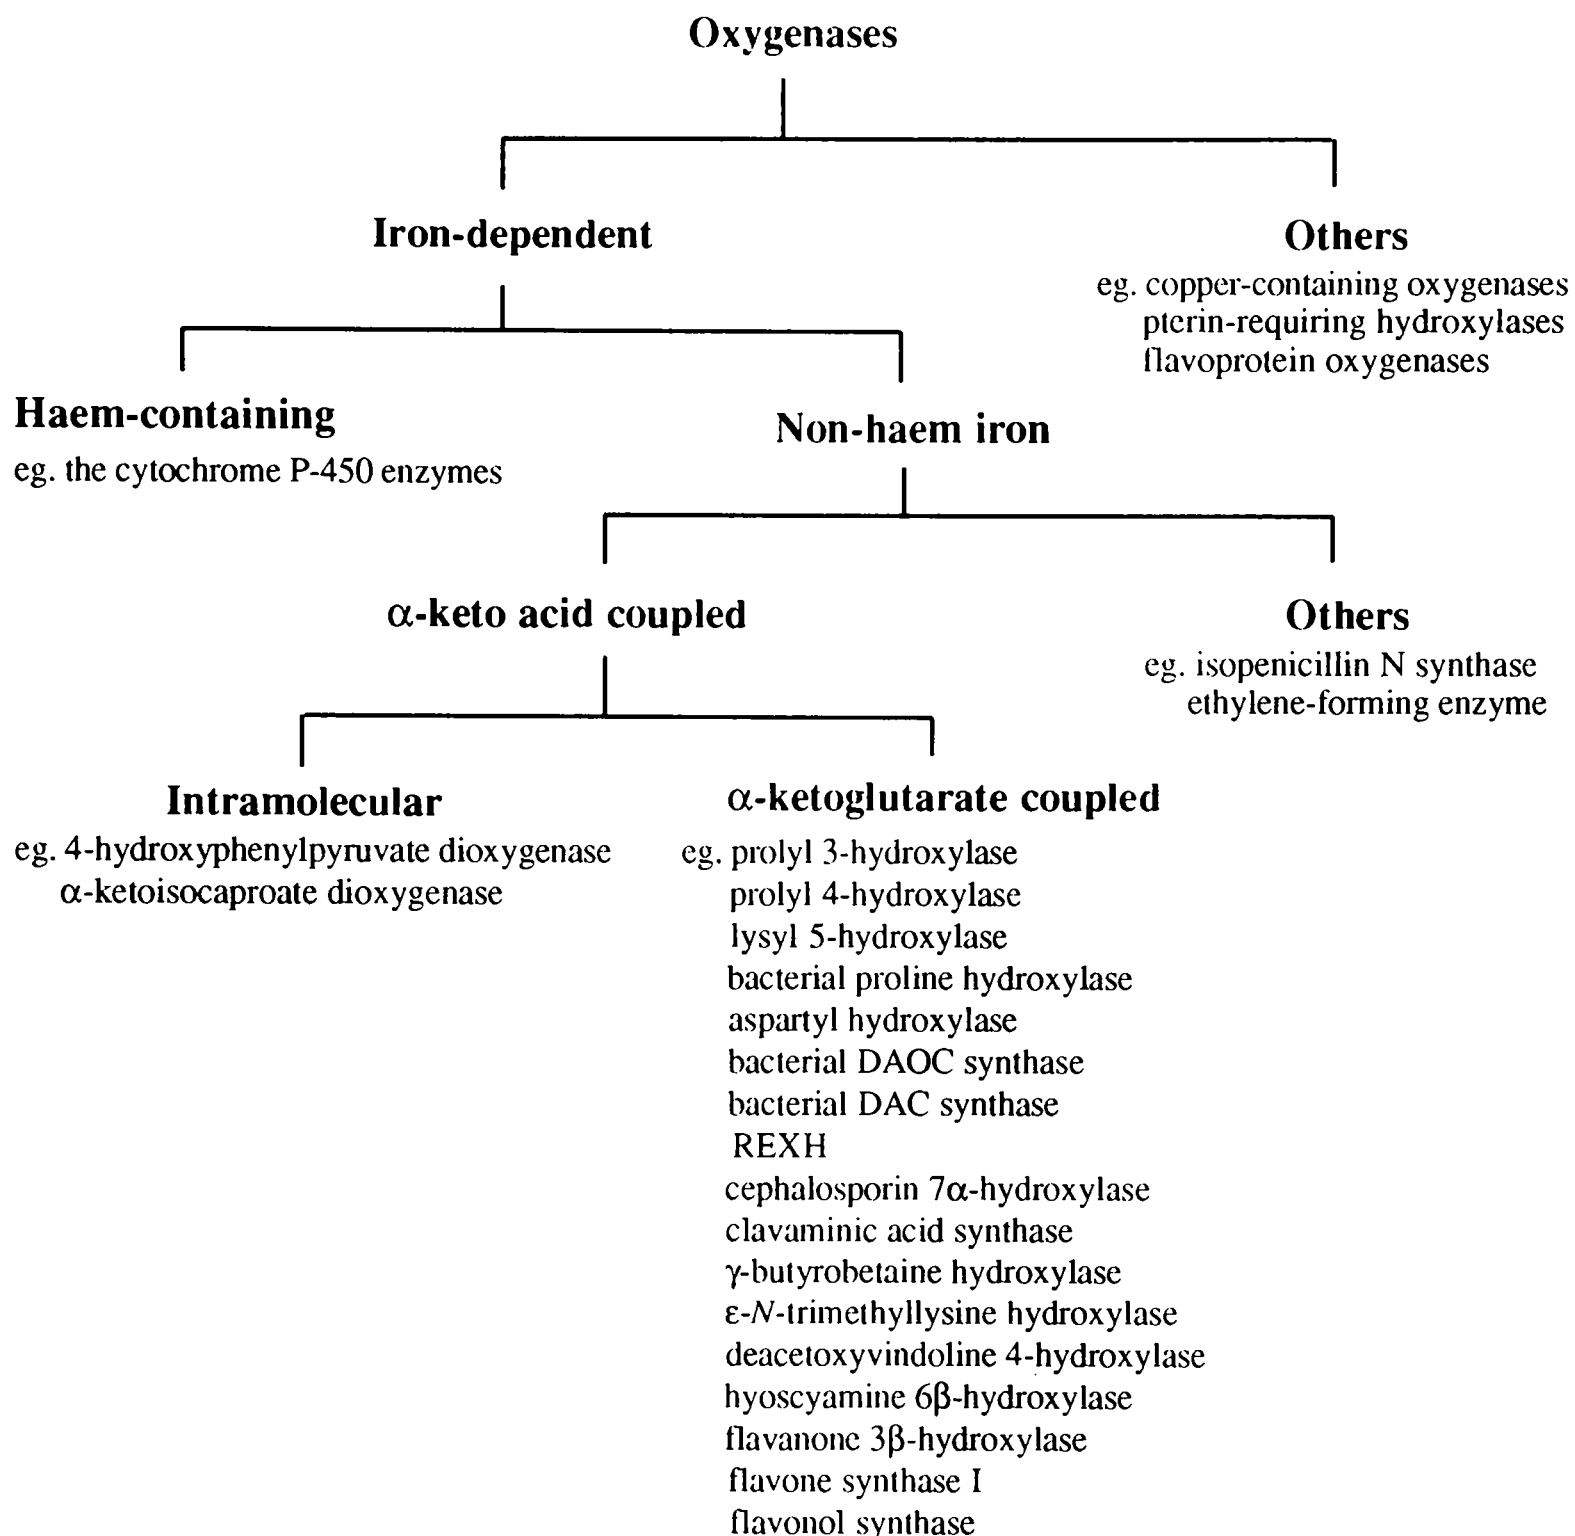 Oxygenases
Iron-dependent
Others
eg. copper-containing oxygenases
pterin-requiring hydroxylases
flavoprotein oxygenases
Haem-containing
eg. the cytochrome P-450 enzymes
Non-haem iron
α-keto acid coupled
Others
eg. isopenicillin N synthase
ethylene-forming enzyme
Intramolecular
eg. 4-hydroxyphenylpyruvate dioxygenase
α-ketoisocaproate dioxygenase
α-ketoglutarate coupled
eg. prolyl 3-hydroxylase
prolyl 4-hydroxylase
lysyl 5-hydroxylase
bacterial proline hydroxylase
aspartyl hydroxylase
bacterial DAOC synthase
bacterial DAC synthase
REXH
cephalosporin 7α-hydroxylase
clavaminic acid synthase
γ-butyrobetaine hydroxylase
ε-N-trimethyllysine hydroxylase
deacetoxyvindoline 4-hydroxylase
hyoscyamine 6β-hydroxylase
flavanone 3β-hydroxylase
flavone synthase I
flavonol synthase